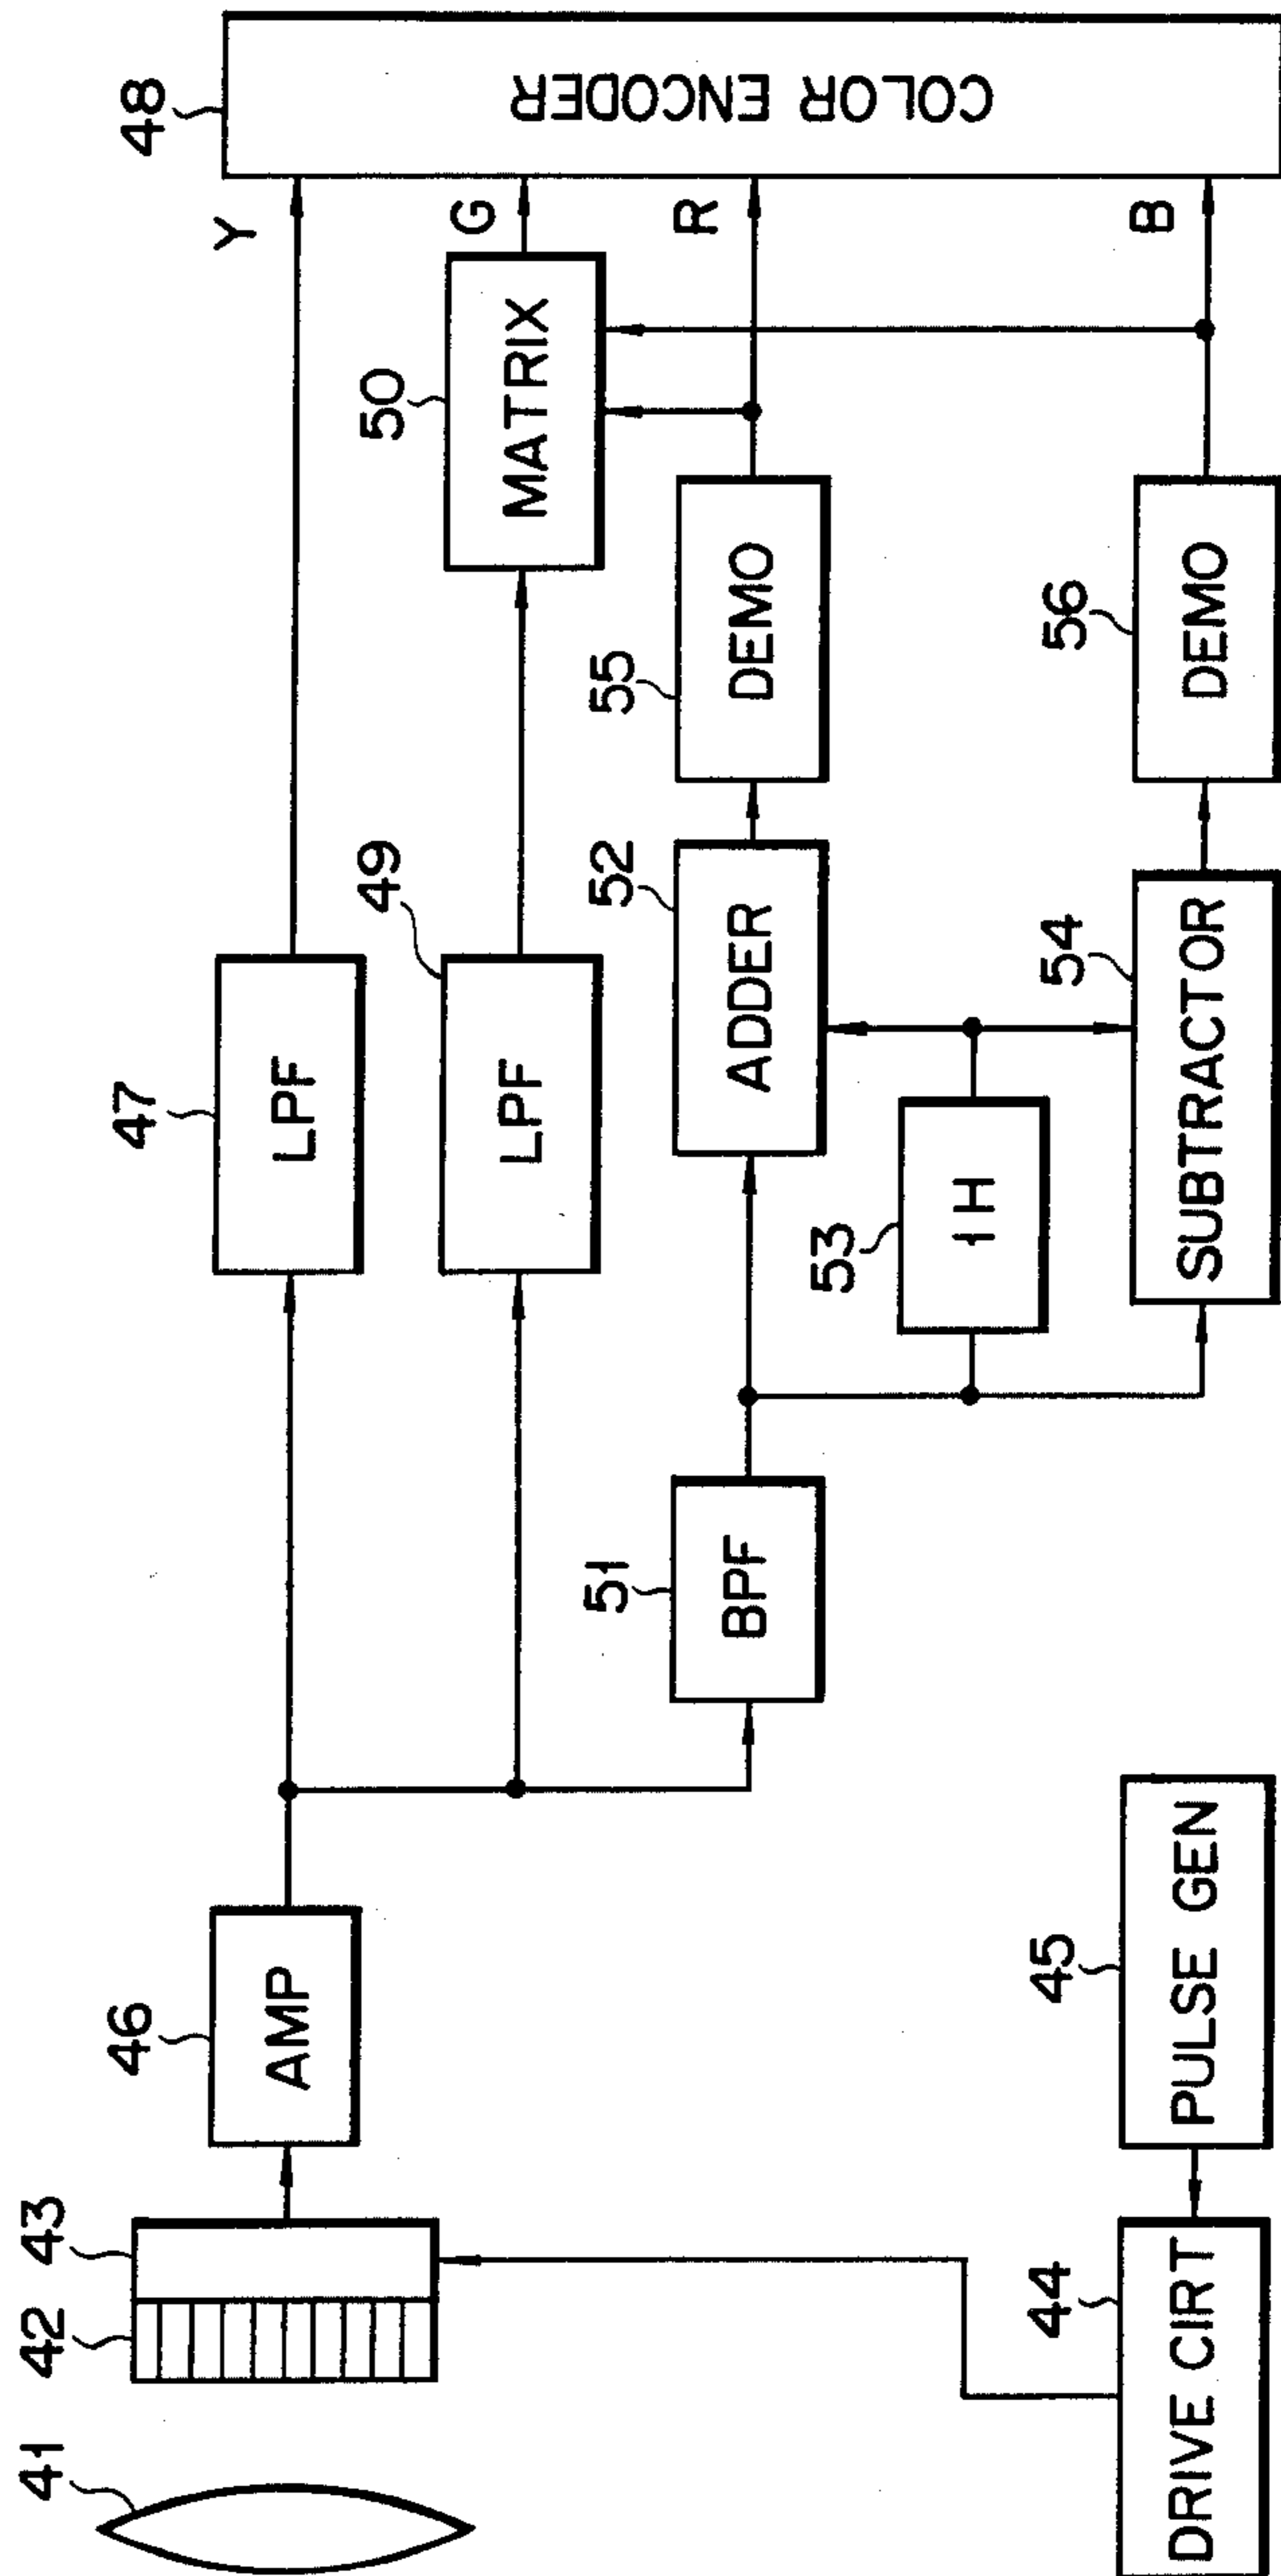 41
42
43
46
AMP
47
LPF
Y
48
COLOR ENCODER
49
LPF
50
MATRIX
G
51
BPF
52
ADDER
55
DEMO
R
53
1H
44
DRIVE CIRT
45
PULSE GEN
54
SUBTRACTOR
56
DEMO
B